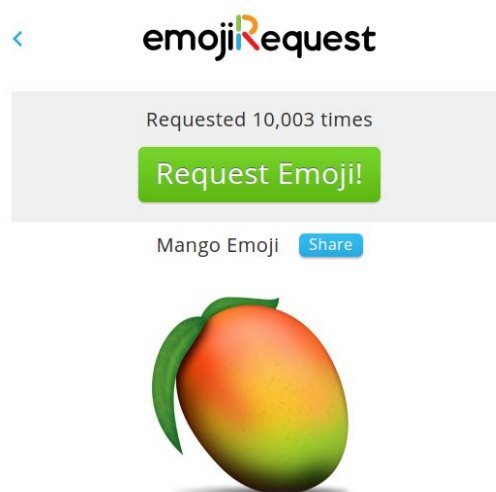 emojiRequest
Requested 10,003 times
Request Emoji!
Mango Emoji Share